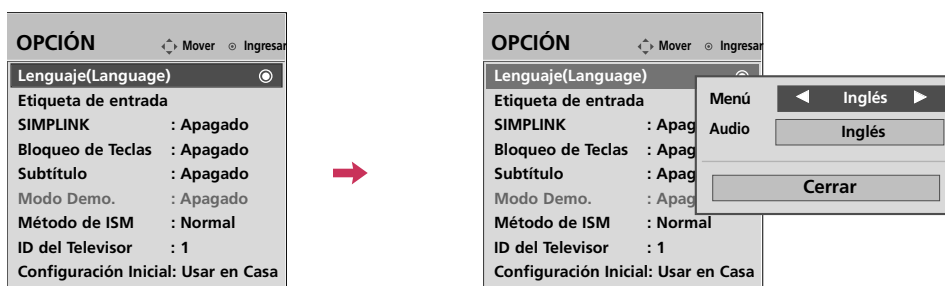 OPCIÓN Mover Ingresar
Lenguaje(Language)
Etiqueta de entrada
SIMPLINK : Apagado
Bloqueo de Teclas : Apagado
Subtítulo : Apagado
Modo Demo. : Apagado
Método de ISM : Normal
ID del Televisor : 1
Configuración Inicial: Usar en Casa
OPCIÓN Mover Ingresar
Lenguaje(Language)
Etiqueta de entrada
SIMPLINK : Apag
Bloqueo de Teclas : Apag
Subtítulo : Apag
Modo Demo. : Apag
Método de ISM : Normal
ID del Televisor : 1
Configuración Inicial: Usar en Casa
Menú Inglés
Audio Inglés
Cerrar